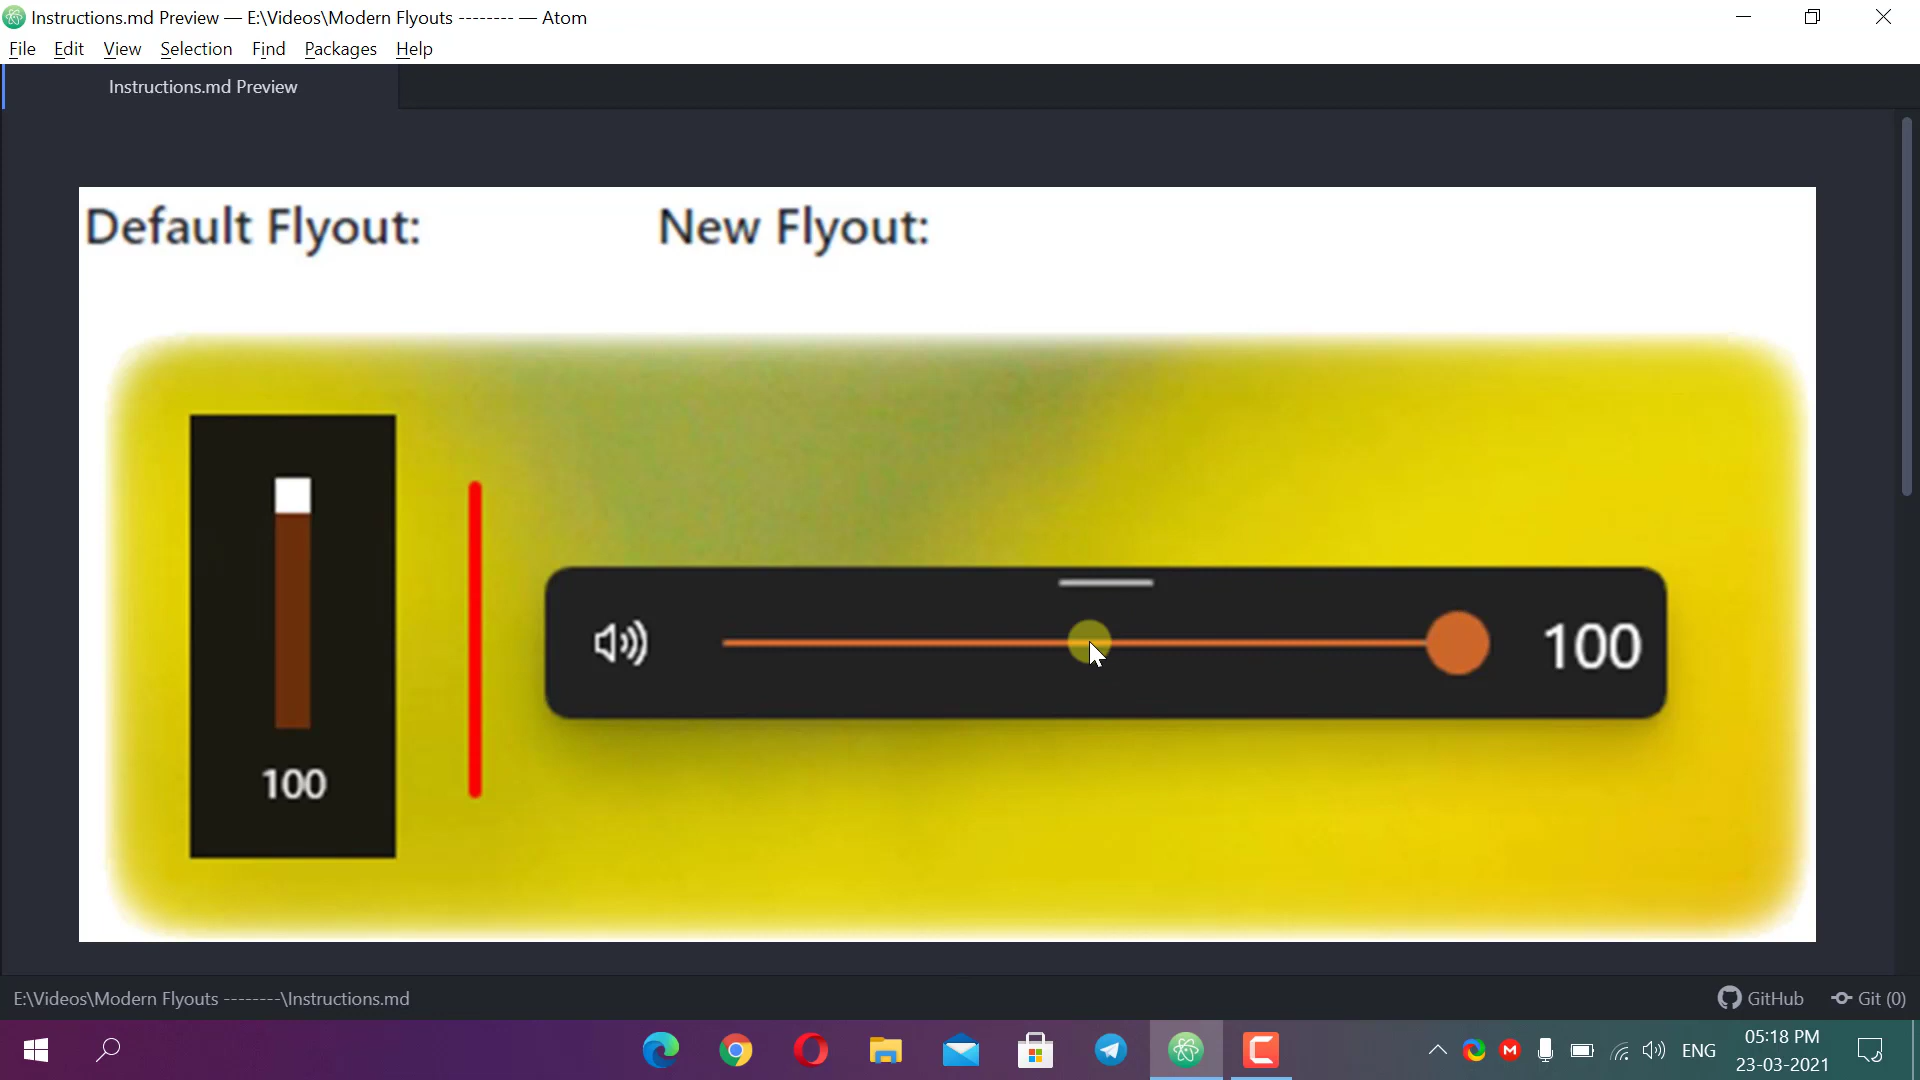 Instructions.md Preview — E:\Videos\Modern Flyouts -------- — Atom
File Edit View Selection Find Packages Help
Instructions.md Preview
Default Flyout: New Flyout:
100
100
E:\Videos\Modern Flyouts --------\Instructions.md GitHub Git (0)
ENG
05:18 PM
23-03-2021